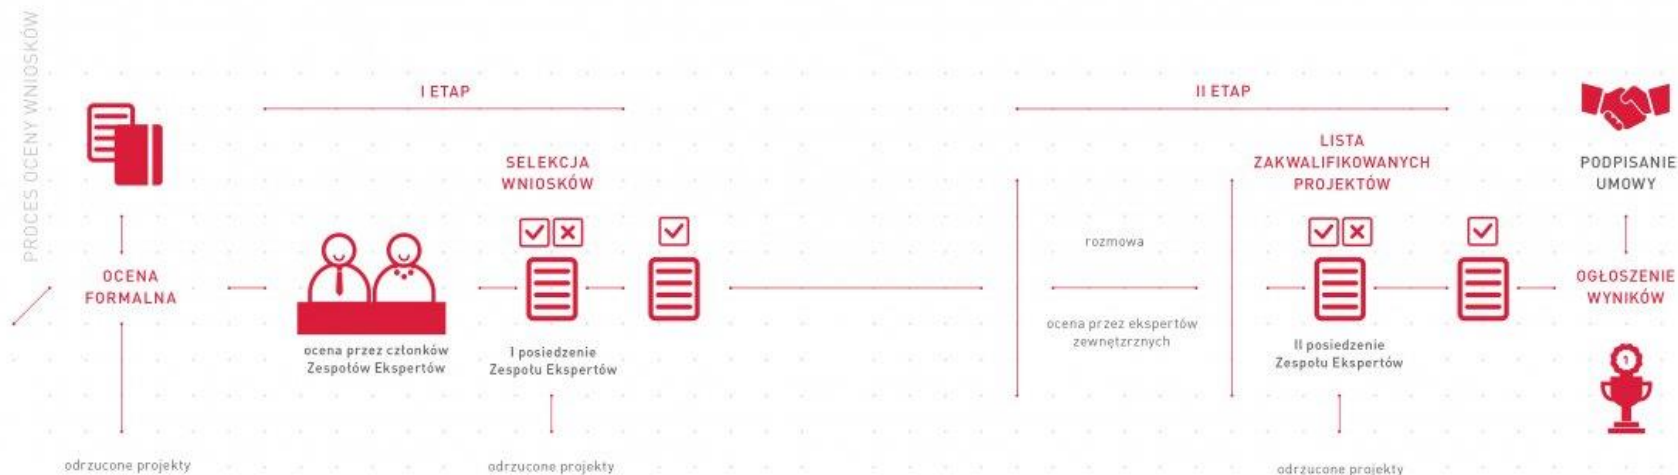 PROCES OCENY WNIOSKÓW
OCENA
FORMALNA
odrzucone projekty
I ETAP
ocena przez członków
Zespołów Ekspertów
SELEKCJA
WNIOSKÓW
I posiedzenie
Zespołu Ekspertów
odrzucone projekty
II ETAP
rozmowa
ocena przez ekspertów
zewnętzrznych
LISTA
ZAKWALIFIKOWANYCH
PROJEKTÓW
II posiedzenie
Zespołu Ekspertów
odrzucone projekty
PODPISANIE
UMOWY
OGŁOSZENIE
WYNIKÓW
1